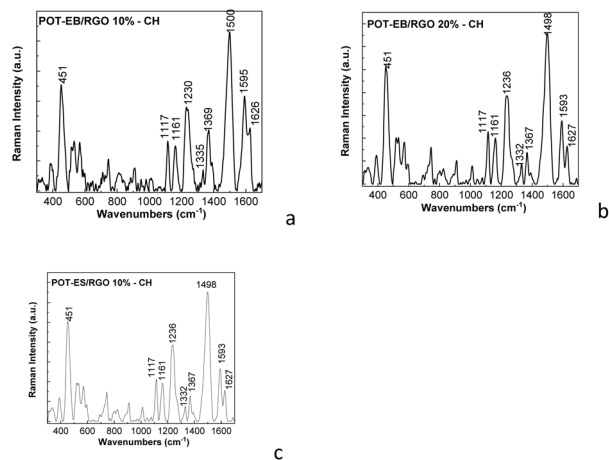 POT-EB/RGO 10% - CH
1500
451
1230
1595
1626
1369
1117
1161
1335
Raman Intensity (a.u.)
400 600 800 1000 1200 1400 1600
Wavenumbers (cm-1)
a
POT-EB/RGO 20% - CH
1498
451
1236
1593
1117
1161
1367
1627
1332
Raman Intensity (a.u.)
400 600 800 1000 1200 1400 1600
Wavenumbers (cm-1)
b
POT-ES/RGO 10% - CH
1498
451
1236
1593
1117
1161
1367
1627
1332
Raman Intensity (a.u.)
400 600 800 1000 1200 1400 1600
Wavenumbers (cm-1)
c